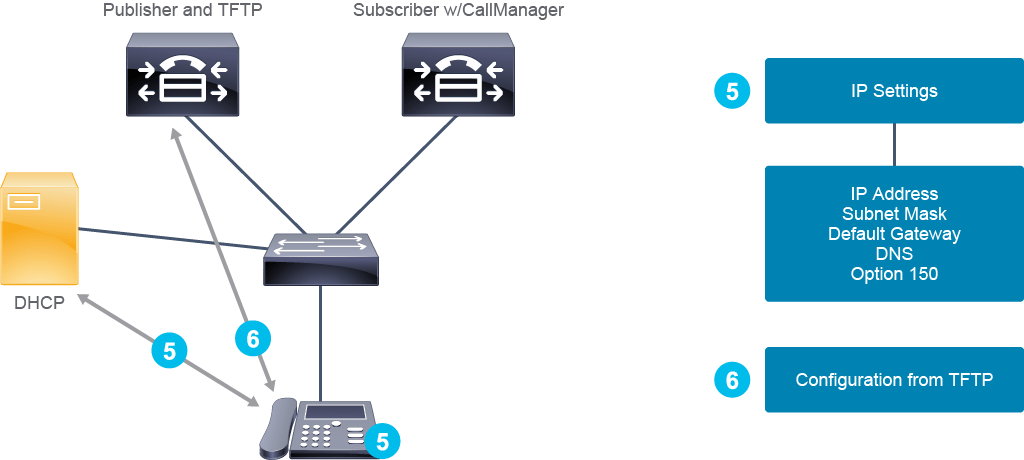 Publisher and TFTP
Subscriber w/CallManager
5
IP Settings
IP Address
Subnet Mask
Default Gateway
DNS
Option 150
DHCP
5
6
5
6
Configuration from TFTP